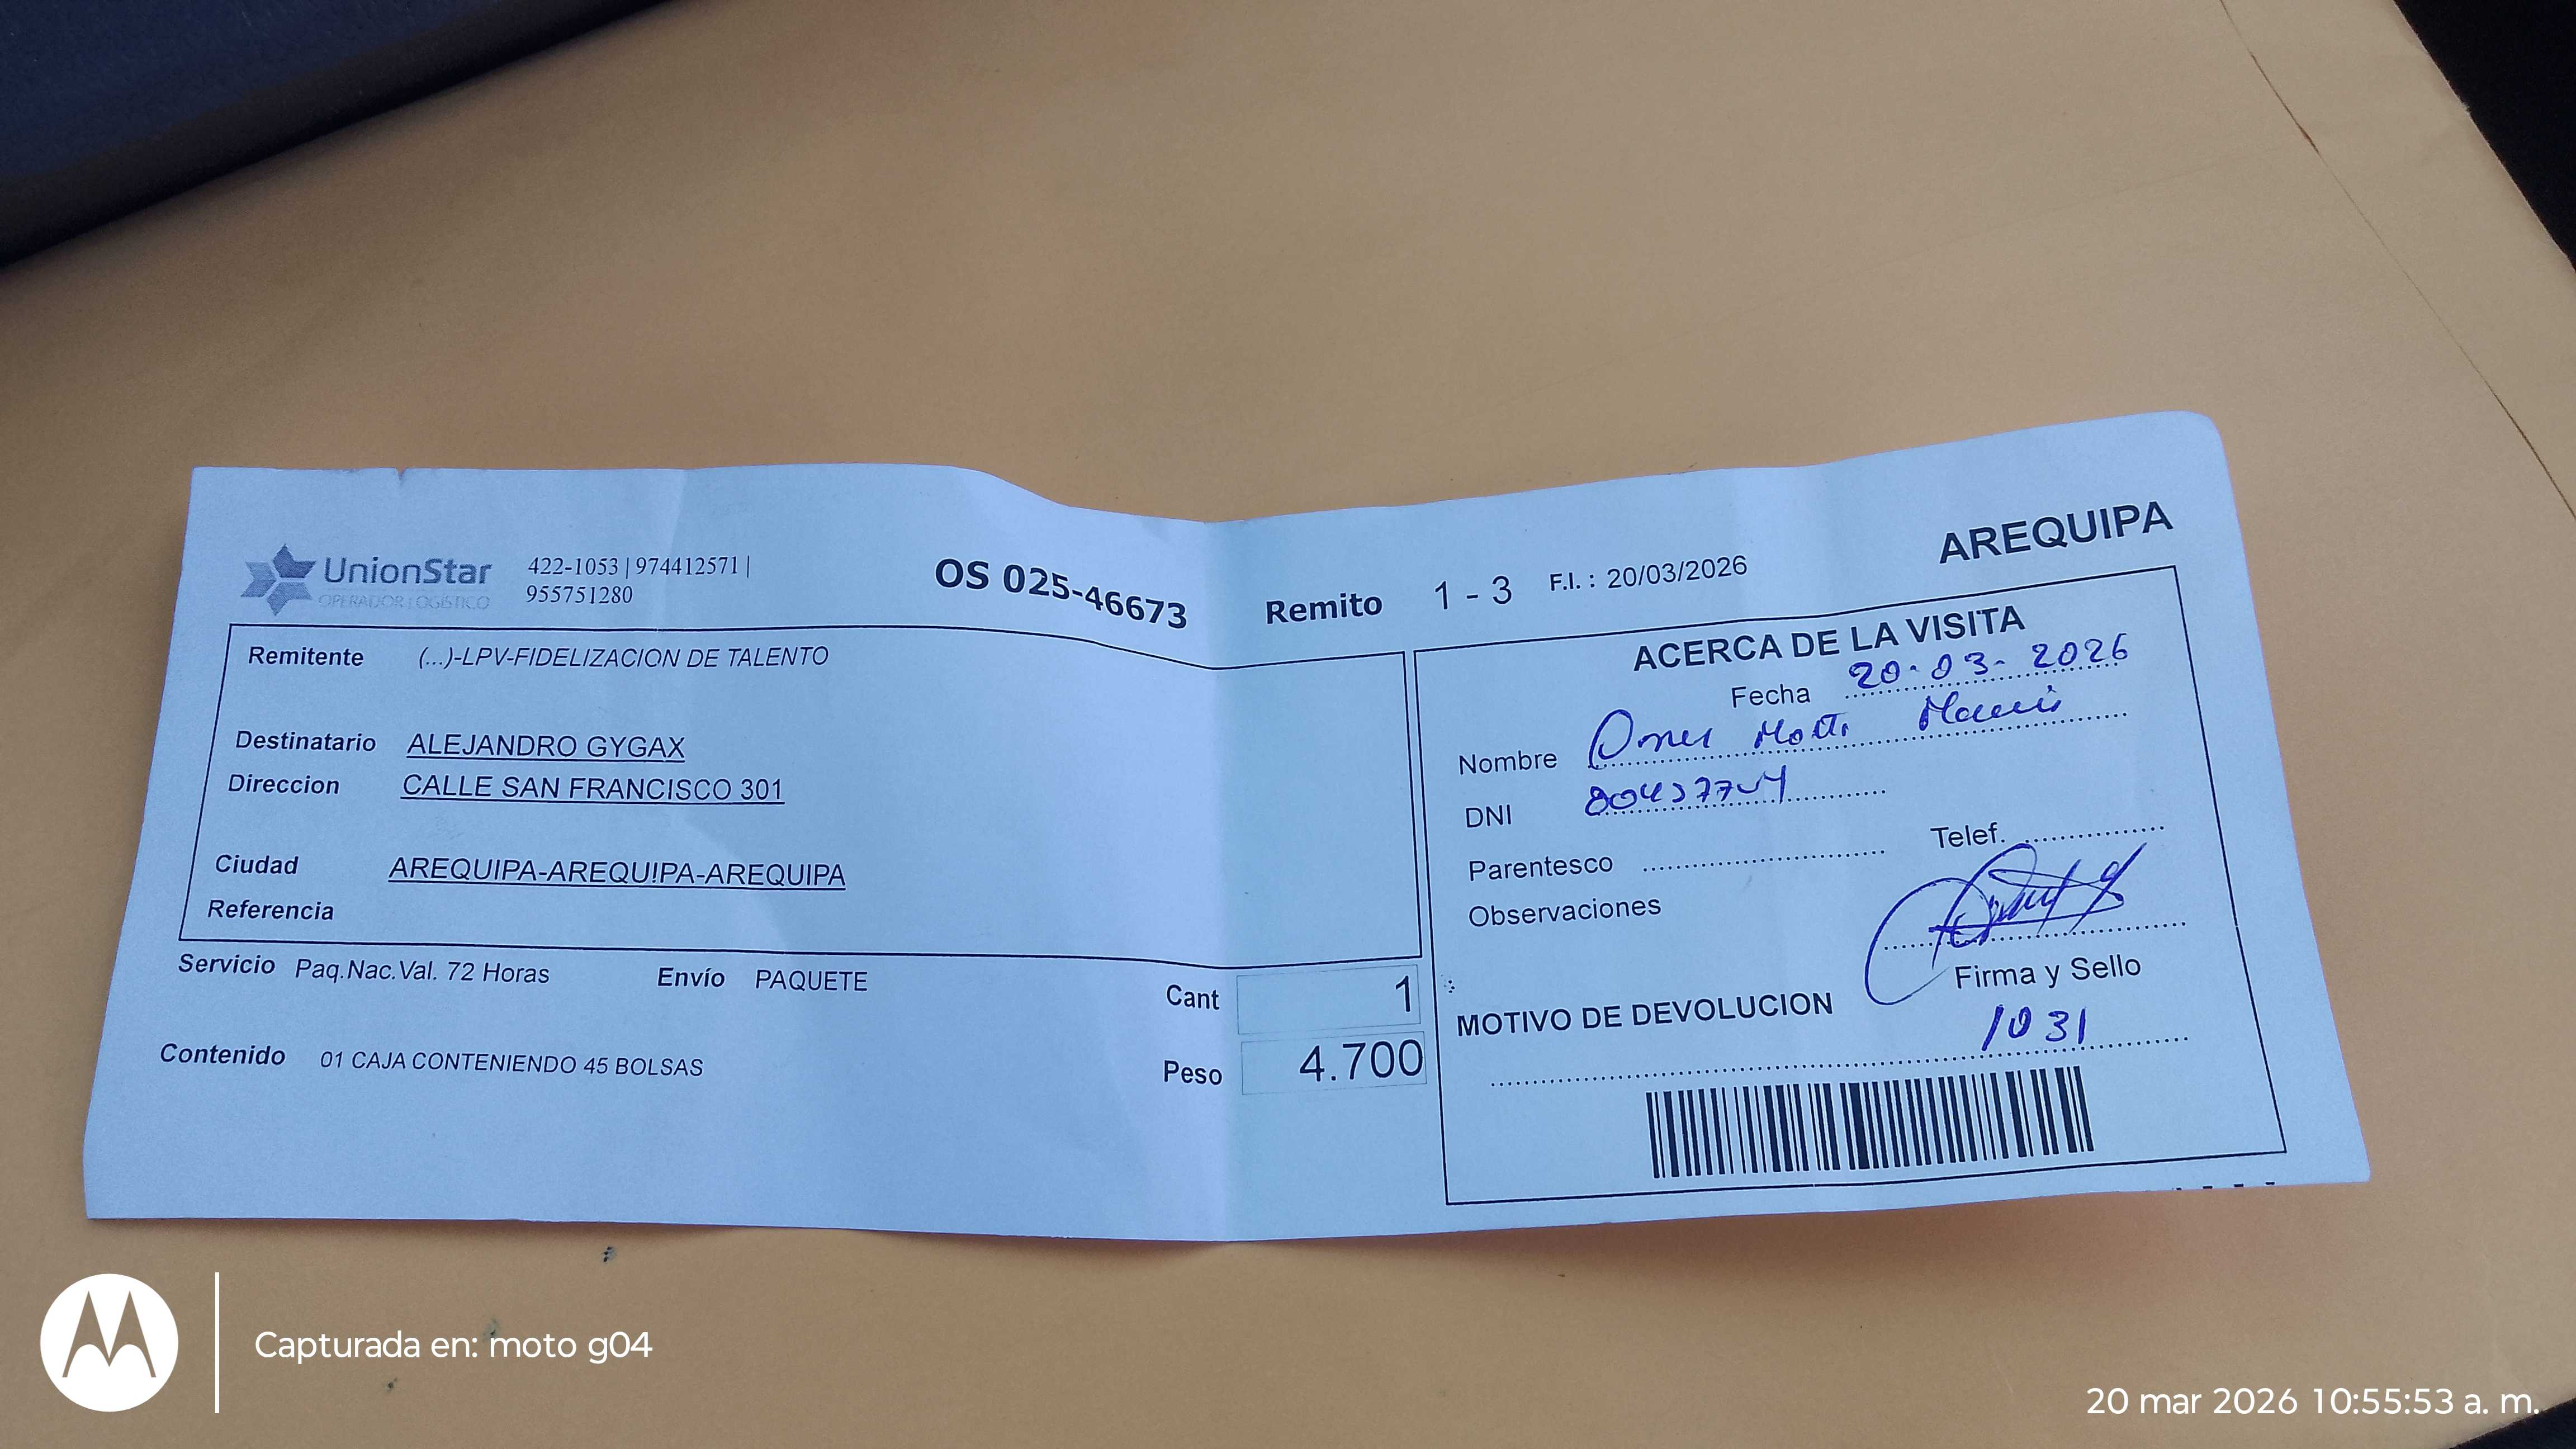 UnionStar
OPERADOR LOGÍSTICO
422-1053 | 974412571 |
955751280
OS 025-46673
Remito 1 - 3 F.I. : 20/03/2026
AREQUIPA
Remitente (...)-LPV-FIDELIZACION DE TALENTO
Destinatario ALEJANDRO GYGAX
Direccion CALLE SAN FRANCISCO 301
Ciudad AREQUIPA-AREQUIPA-AREQUIPA
Referencia
Servicio Paq.Nac.Val. 72 Horas Envío PAQUETE
Cant 1
Contenido 01 CAJA CONTENIENDO 45 BOLSAS
Peso 4.700
ACERCA DE LA VISITA
Fecha 20-03-2026
Nombre
DNI
Telef.
Parentesco
Observaciones
Firma y Sello
MOTIVO DE DEVOLUCION
1031
Capturada en: moto g04
20 mar 2026 10:55:53 a. m.